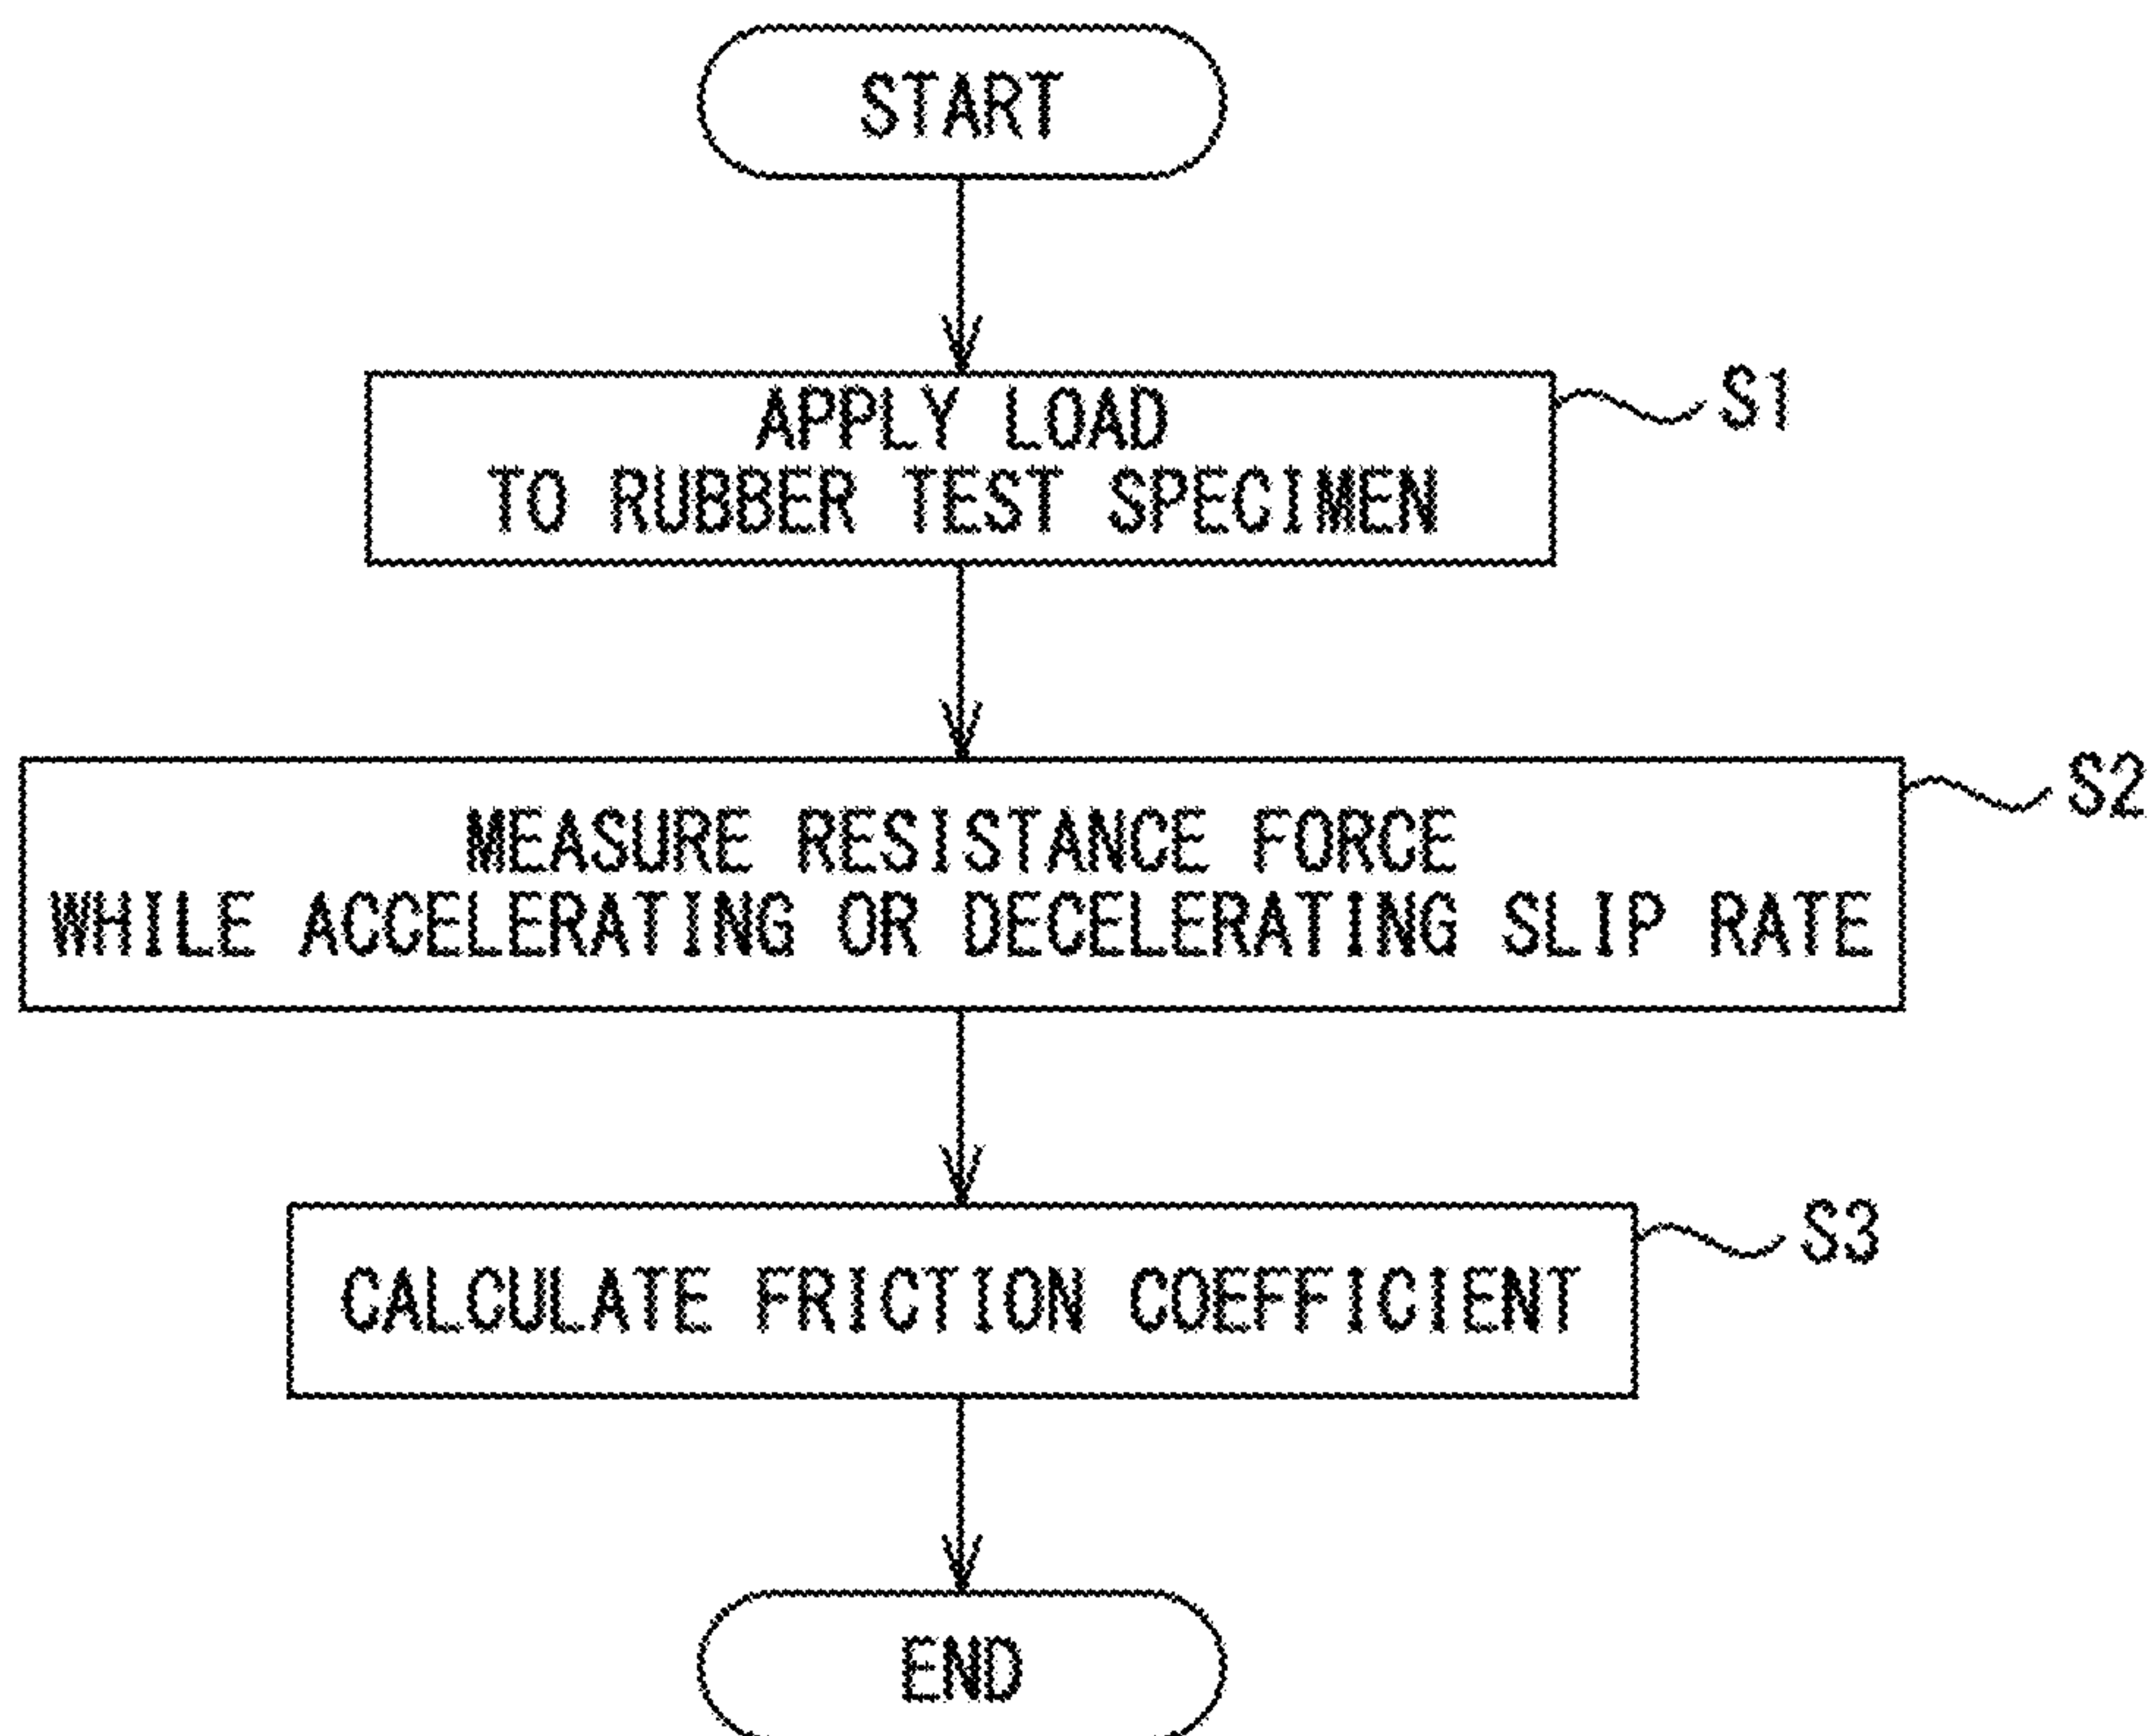 START
APPLY LOAD
TO RUBBER TEST SPECIMEN
S1
MEASURE RESISTANCE FORCE
WHILE ACCELERATING OR DECELERATING SLIP RATE
S2
CALCULATE FRICTION COEFFICIENT
S3
END